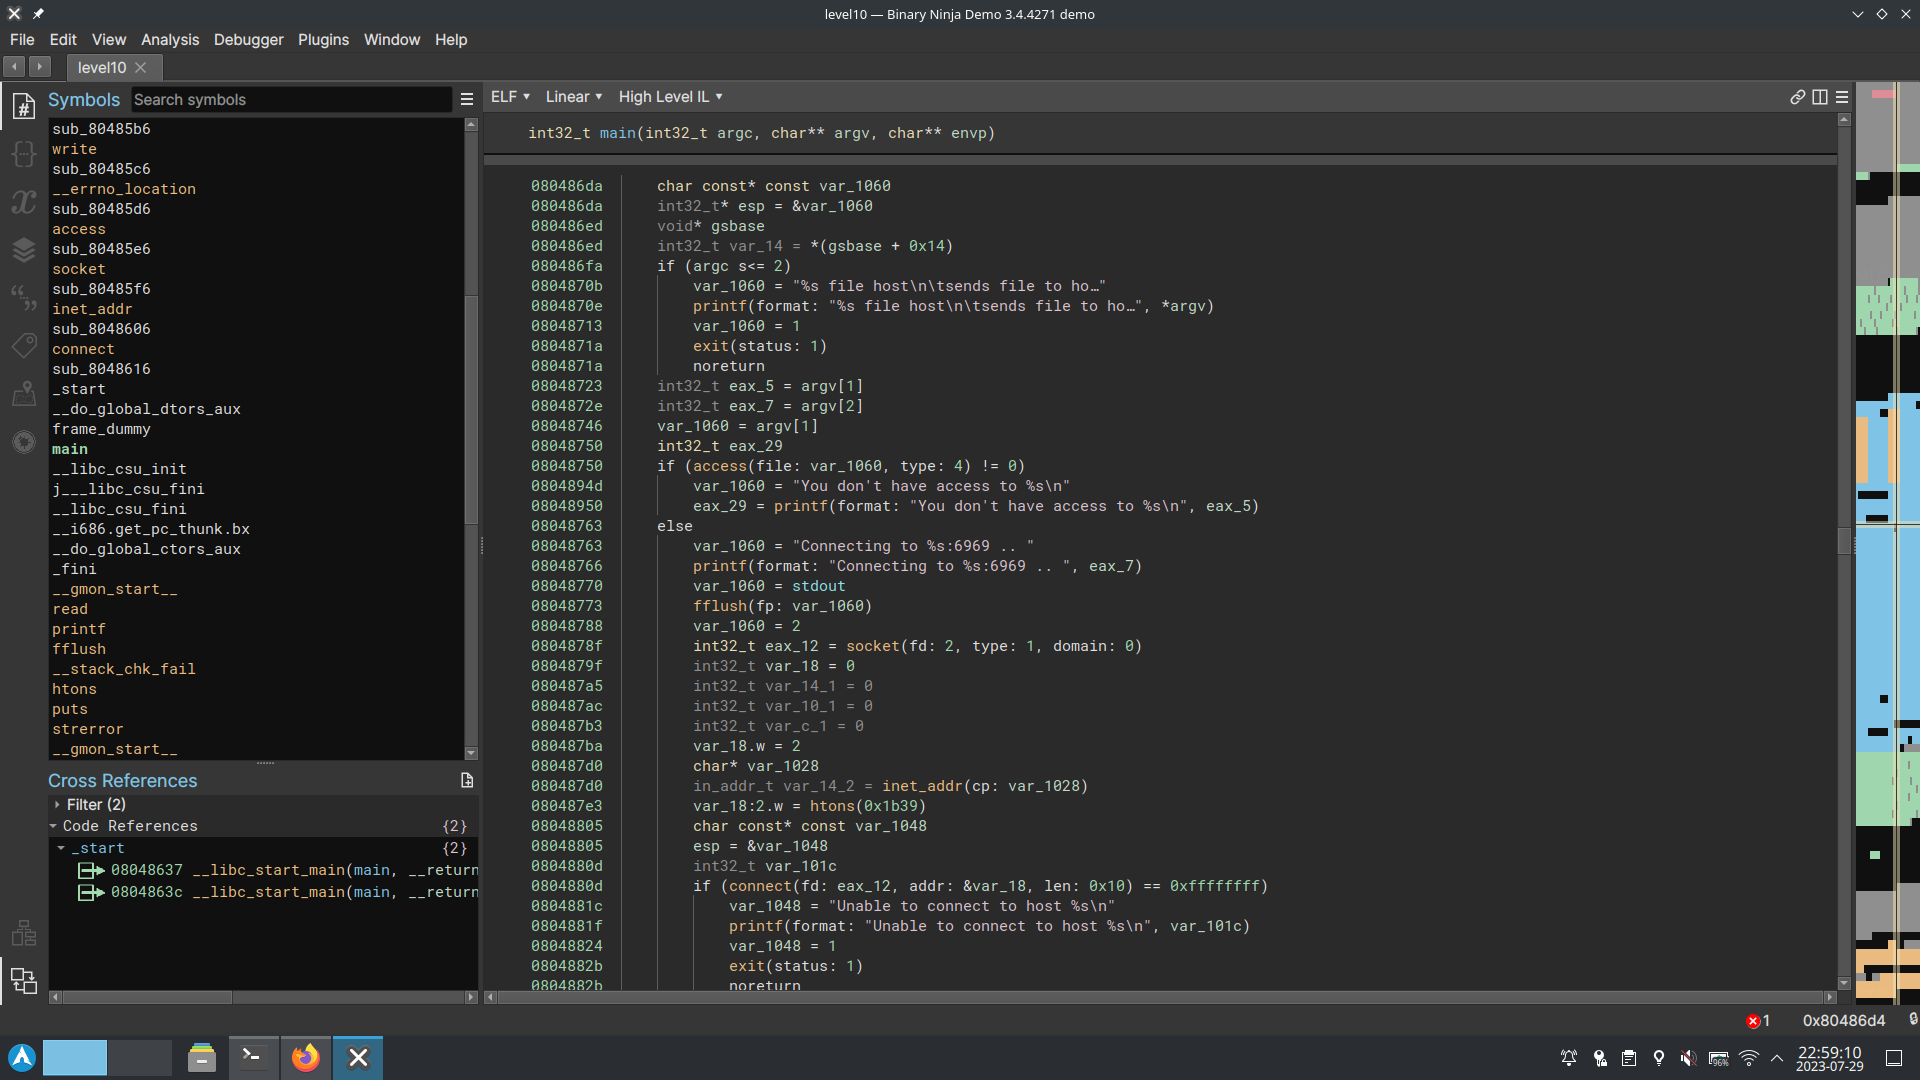 level10 — Binary Ninja Demo 3.4.4271 demo
File Edit View Analysis Debugger Plugins Window Help
level10
Symbols Search symbols
sub_80485b6
write
sub_80485c6
__errno_location
sub_80485d6
access
sub_80485e6
socket
sub_80485f6
inet_addr
sub_8048606
connect
sub_8048616
_start
__do_global_dtors_aux
frame_dummy
main
__libc_csu_init
j___libc_csu_fini
__libc_csu_fini
__i686.get_pc_thunk.bx
__do_global_ctors_aux
_fini
__gmon_start__
read
printf
fflush
__stack_chk_fail
htons
puts
strerror
__gmon_start__
Cross References
Filter (2)
Code References {2}
_start {2}
08048637 __libc_start_main(main, __return
0804863c __libc_start_main(main, __return
ELF Linear High Level IL
int32_t main(int32_t argc, char** argv, char** envp)
080486da char const* const var_1060
080486da int32_t* esp = &var_1060
080486ed void* gsbase
080486ed int32_t var_14 = *(gsbase + 0x14)
080486fa if (argc s<= 2)
0804870b var_1060 = "%s file host\n\tsends file to ho…"
0804870e printf(format: "%s file host\n\tsends file to ho…", *argv)
08048713 var_1060 = 1
0804871a exit(status: 1)
0804871a noreturn
08048723 int32_t eax_5 = argv[1]
0804872e int32_t eax_7 = argv[2]
08048746 var_1060 = argv[1]
08048750 int32_t eax_29
08048750 if (access(file: var_1060, type: 4) != 0)
0804894d var_1060 = "You don't have access to %s\n"
08048950 eax_29 = printf(format: "You don't have access to %s\n", eax_5)
08048763 else
08048763 var_1060 = "Connecting to %s:6969 .. "
08048766 printf(format: "Connecting to %s:6969 .. ", eax_7)
08048770 var_1060 = stdout
08048773 fflush(fp: var_1060)
08048788 var_1060 = 2
0804878f int32_t eax_12 = socket(fd: 2, type: 1, domain: 0)
0804879f int32_t var_18 = 0
080487a5 int32_t var_14_1 = 0
080487ac int32_t var_10_1 = 0
080487b3 int32_t var_c_1 = 0
080487ba var_18.w = 2
080487d0 char* var_1028
080487d0 in_addr_t var_14_2 = inet_addr(cp: var_1028)
080487e3 var_18:2.w = htons(0x1b39)
08048805 char const* const var_1048
08048805 esp = &var_1048
0804880d int32_t var_101c
0804880d if (connect(fd: eax_12, addr: &var_18, len: 0x10) == 0xffffffff)
0804881c var_1048 = "Unable to connect to host %s\n"
0804881f printf(format: "Unable to connect to host %s\n", var_101c)
08048824 var_1048 = 1
0804882b exit(status: 1)
0804882b noreturn
1 0x80486d4
96%
22:59:10
2023-07-29